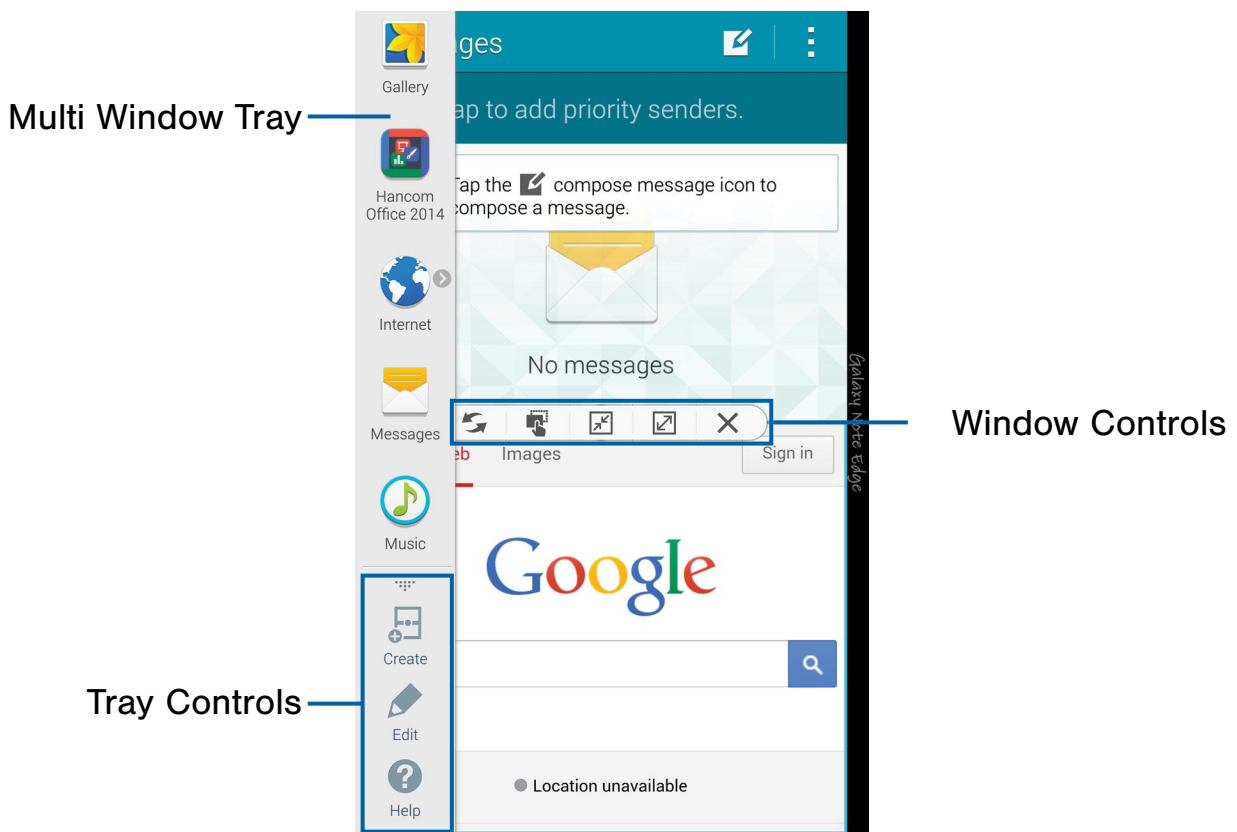 Multi Window Tray
Tray Controls
Window Controls
Gallery
Hancom
Office 2014
Internet
Messages
Music
Create
Edit
Help
ges
ap to add priority senders.
Tap the compose message icon to
compose a message.
No messages
eb Images Sign in
Google
Location unavailable
Galaxy Note Edge